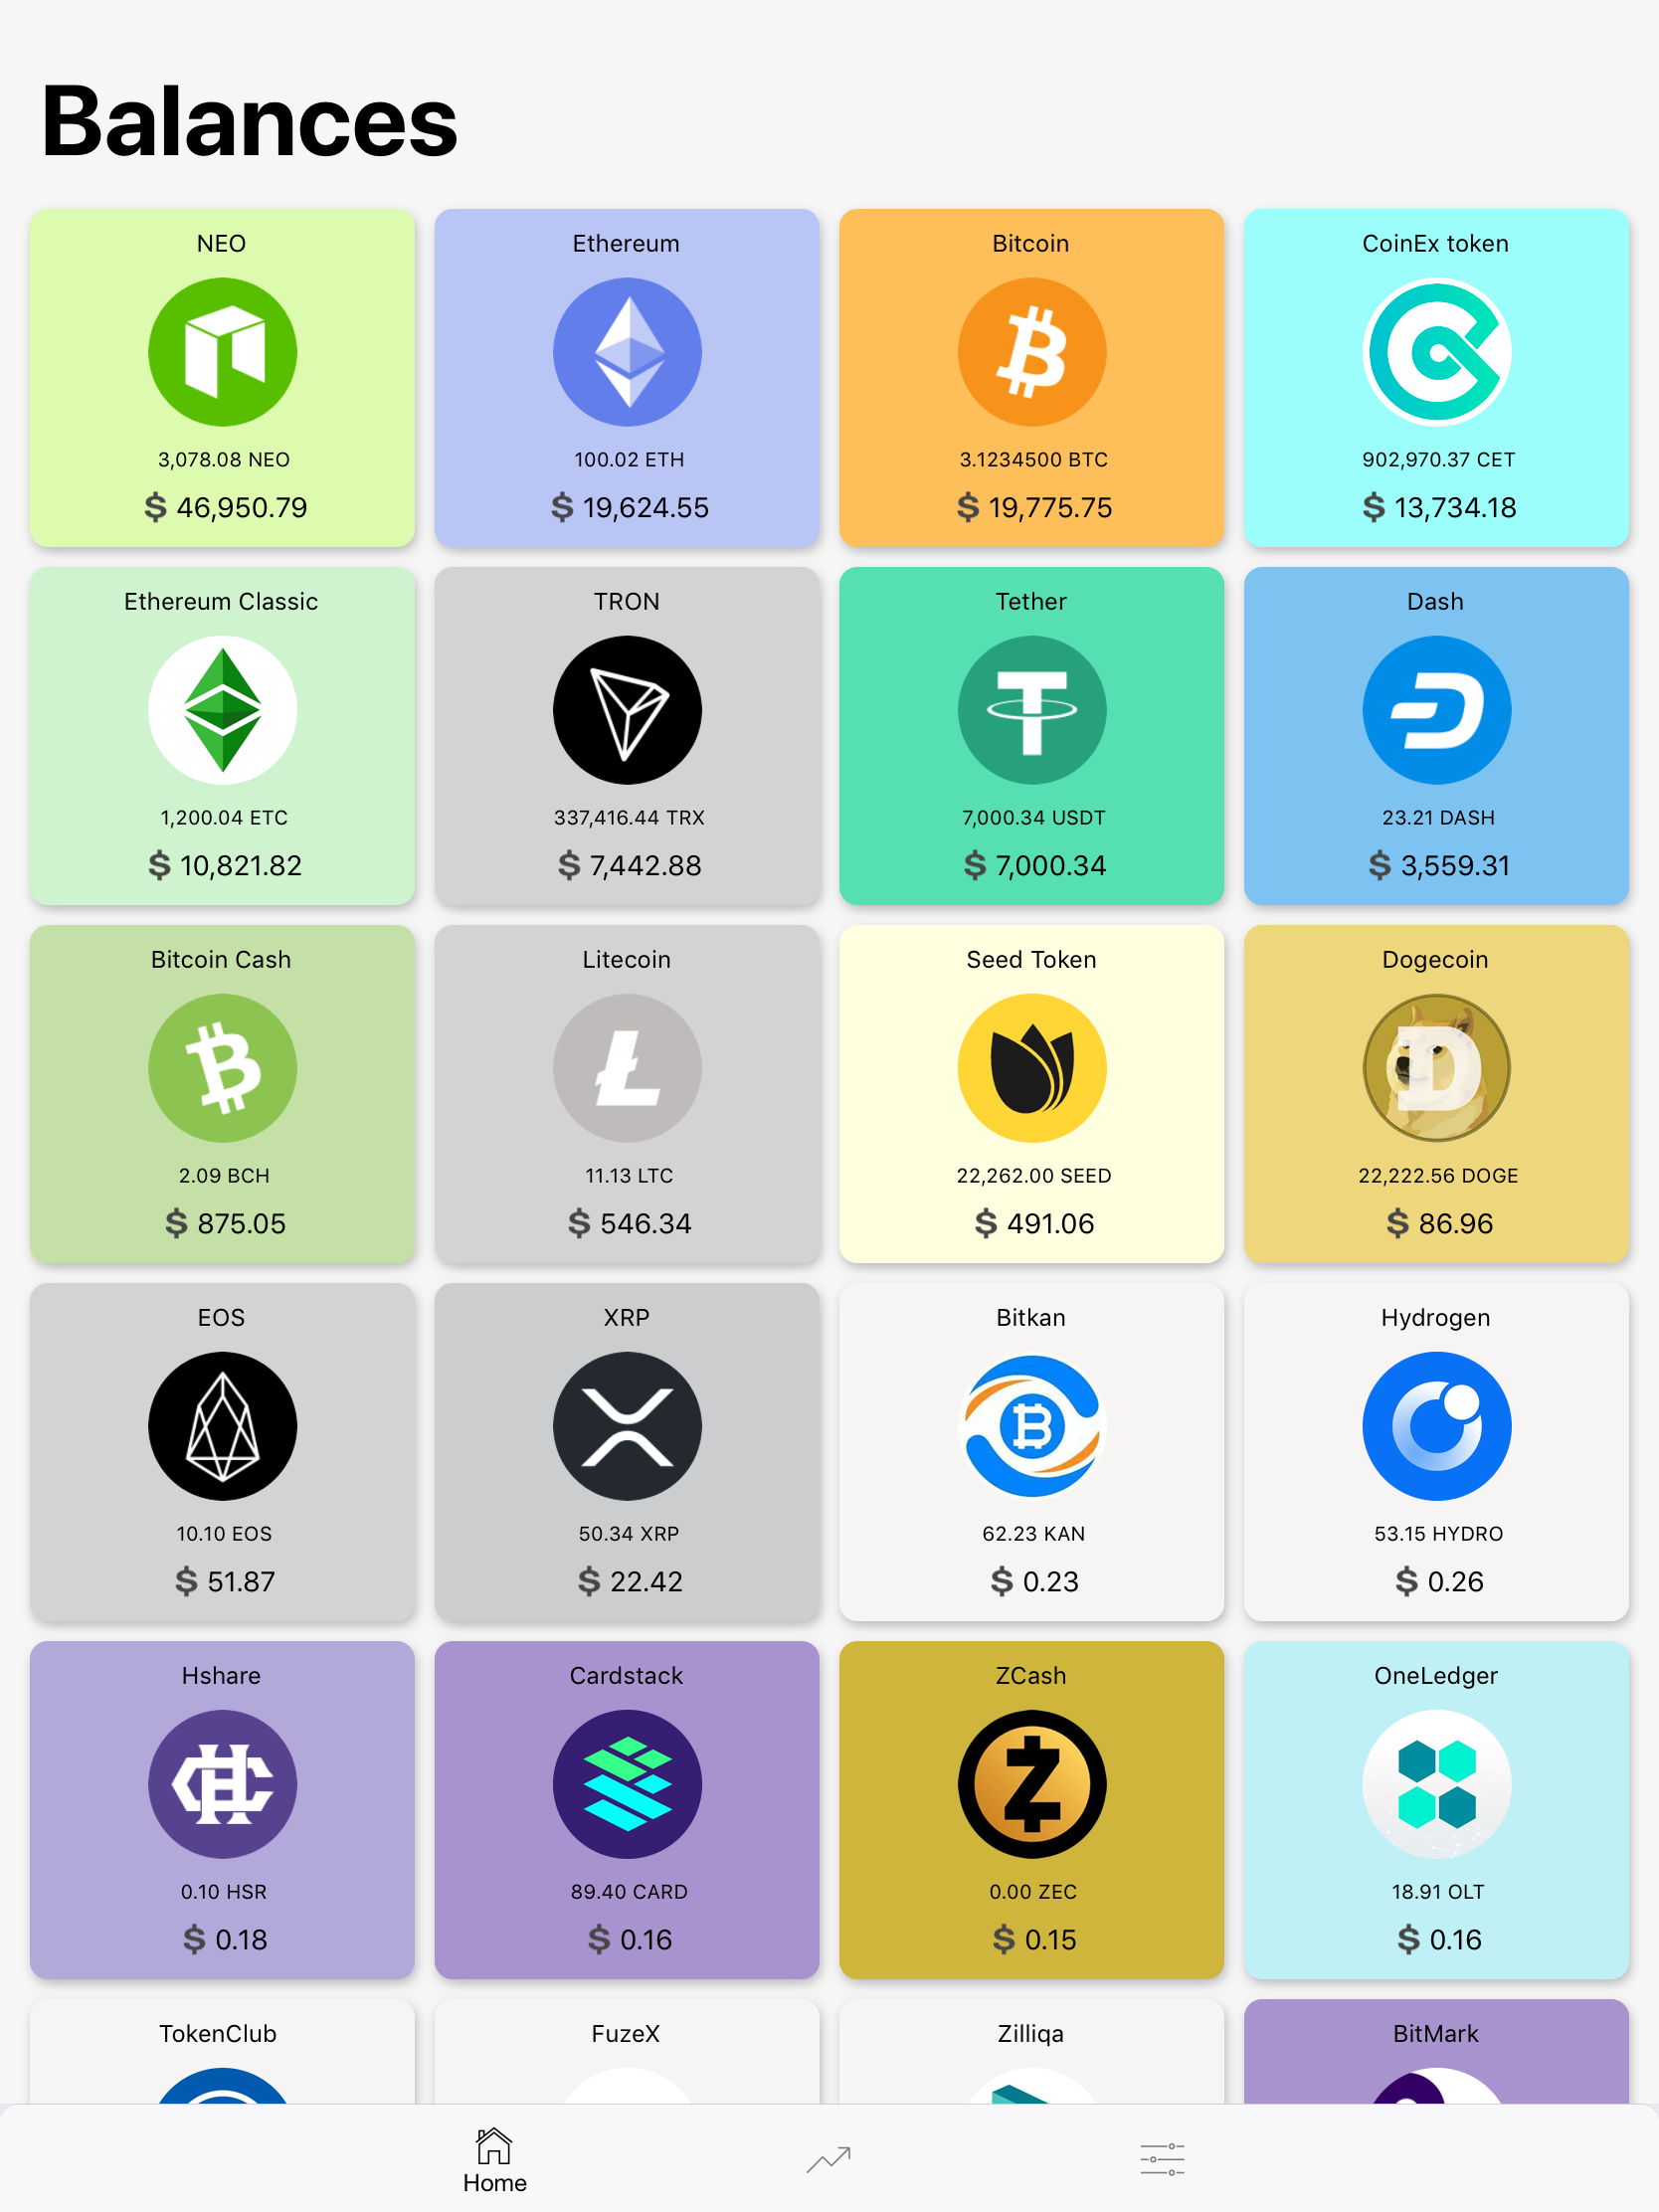 Balances
NEO
3,078.08 NEO
$ 46,950.79
Ethereum
100.02 ETH
$ 19,624.55
Bitcoin
3.1234500 BTC
$ 19,775.75
CoinEx token
902,970.37 CET
$ 13,734.18
Ethereum Classic
1,200.04 ETC
$ 10,821.82
TRON
337,416.44 TRX
$ 7,442.88
Tether
7,000.34 USDT
$ 7,000.34
Dash
23.21 DASH
$ 3,559.31
Bitcoin Cash
2.09 BCH
$ 875.05
Litecoin
11.13 LTC
$ 546.34
Seed Token
22,262.00 SEED
$ 491.06
Dogecoin
D
22,222.56 DOGE
$ 86.96
EOS
10.10 EOS
$ 51.87
XRP
50.34 XRP
$ 22.42
Bitkan
62.23 KAN
$ 0.23
Hydrogen
53.15 HYDRO
$ 0.26
Hshare
0.10 HSR
$ 0.18
Cardstack
89.40 CARD
$ 0.16
ZCash
0.00 ZEC
$ 0.15
OneLedger
18.91 OLT
$ 0.16
TokenClub
FuzeX
Zilliqa
BitMark
Home